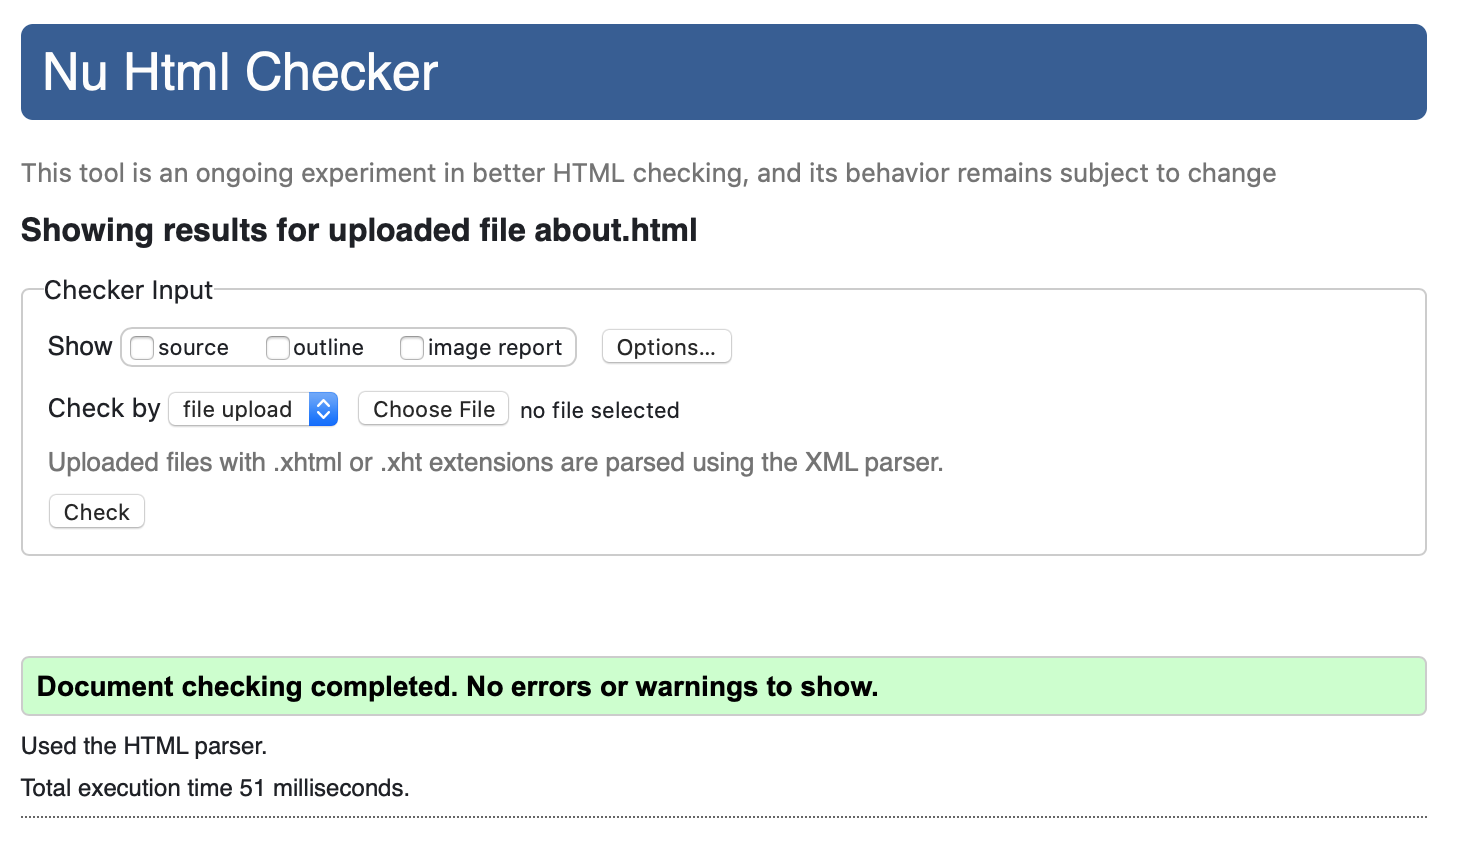 Nu Html Checker
This tool is an ongoing experiment in better HTML checking, and its behavior remains subject to change
Showing results for uploaded file about.html
Checker Input
Show source outline image report Options...
Check by file upload Choose File no file selected
Uploaded files with .xhtml or .xht extensions are parsed using the XML parser.
Check
Document checking completed. No errors or warnings to show.
Used the HTML parser.
Total execution time 51 milliseconds.